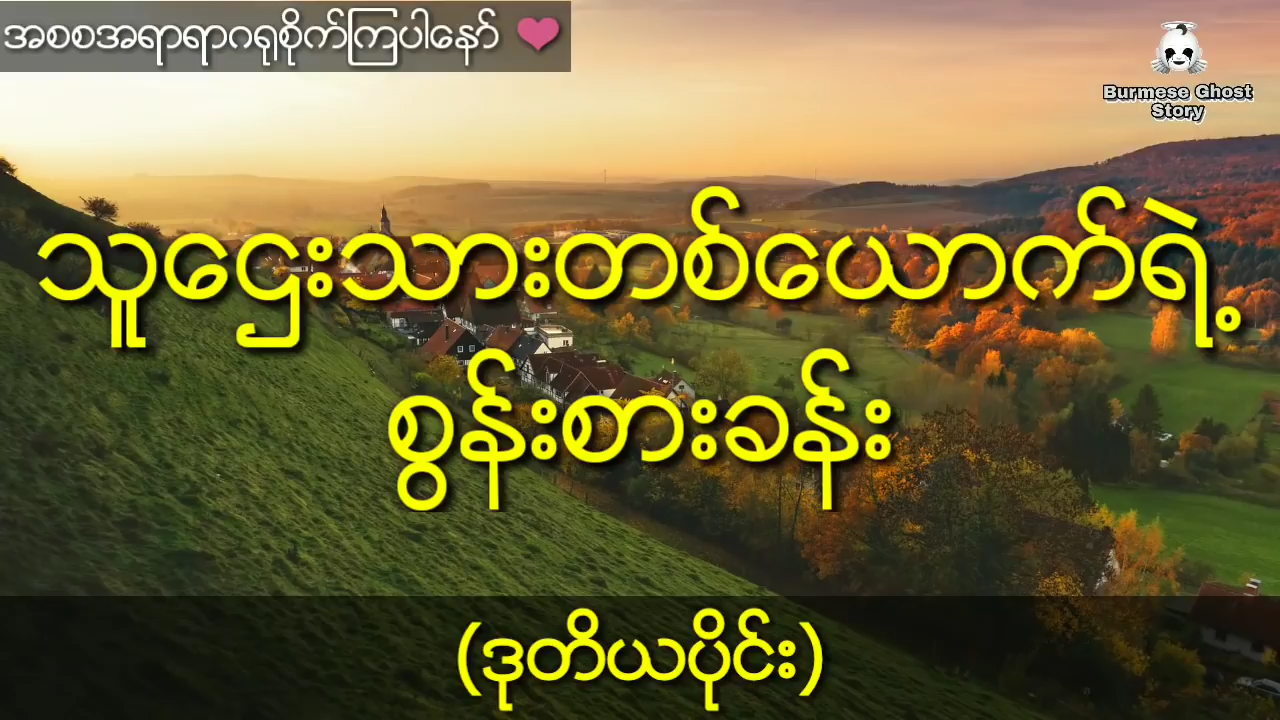 အစစအရာရာဂရုစိုက်ကြပါနော် ❤
Burmese Ghost
Story
သူဌေးသားတစ်ယောက်ရဲ့
စွန်းစားခန်း
(ဒုတိယပိုင်း)